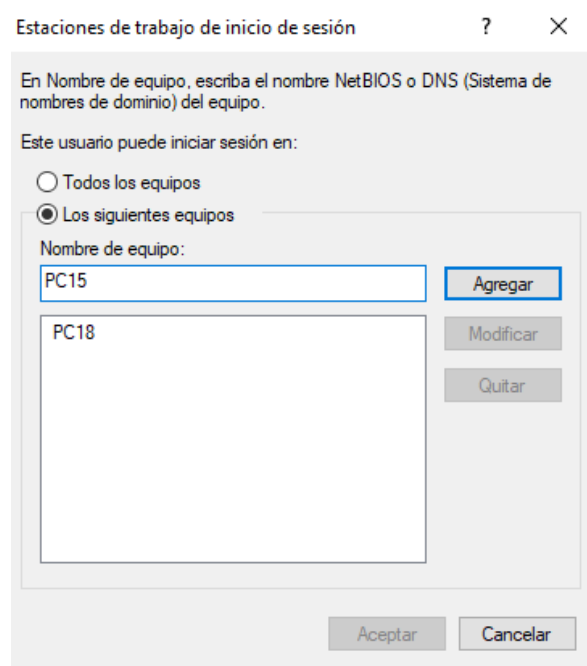 Estaciones de trabajo de inicio de sesión
En Nombre de equipo, escriba el nombre NetBIOS o DNS (Sistema de
nombres de dominio) del equipo.
Este usuario puede iniciar sesión en:
Todos los equipos
Los siguientes equipos
Nombre de equipo:
PC15
Agregar
PC18
Modificar
Quitar
Aceptar
Cancelar